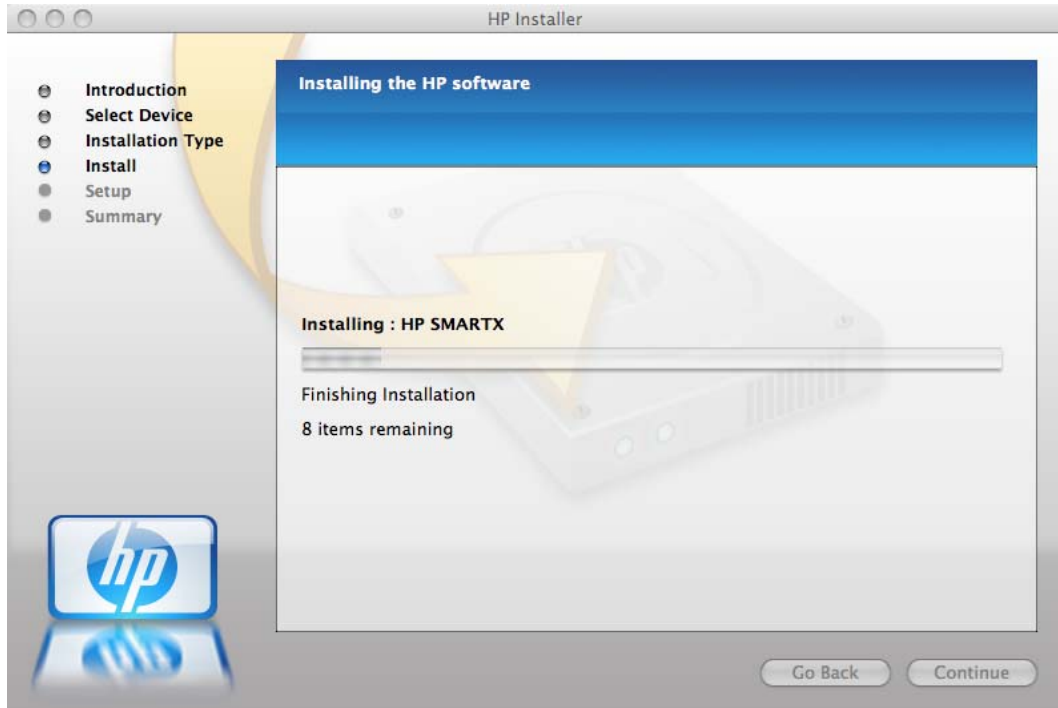 HP Installer
Introduction
Select Device
Installation Type
Install
Setup
Summary
Installing the HP software
Installing : HP SMARTX
Finishing Installation
8 items remaining
hp
Go Back
Continue